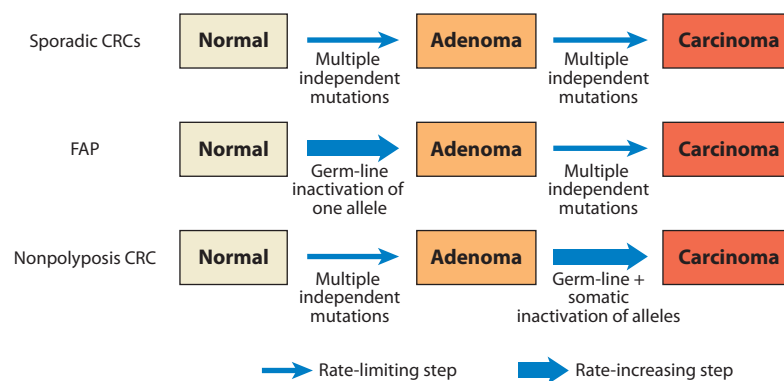 Sporadic CRCs
Normal
Adenoma
Carcinoma
Multiple
independent
mutations
Multiple
independent
mutations
FAP
Normal
Adenoma
Carcinoma
Germ-line
inactivation of
one allele
Multiple
independent
mutations
Nonpolyposis CRC
Normal
Adenoma
Carcinoma
Multiple
independent
mutations
Germ-line +
somatic
inactivation of alleles
Rate-limiting step
Rate-increasing step